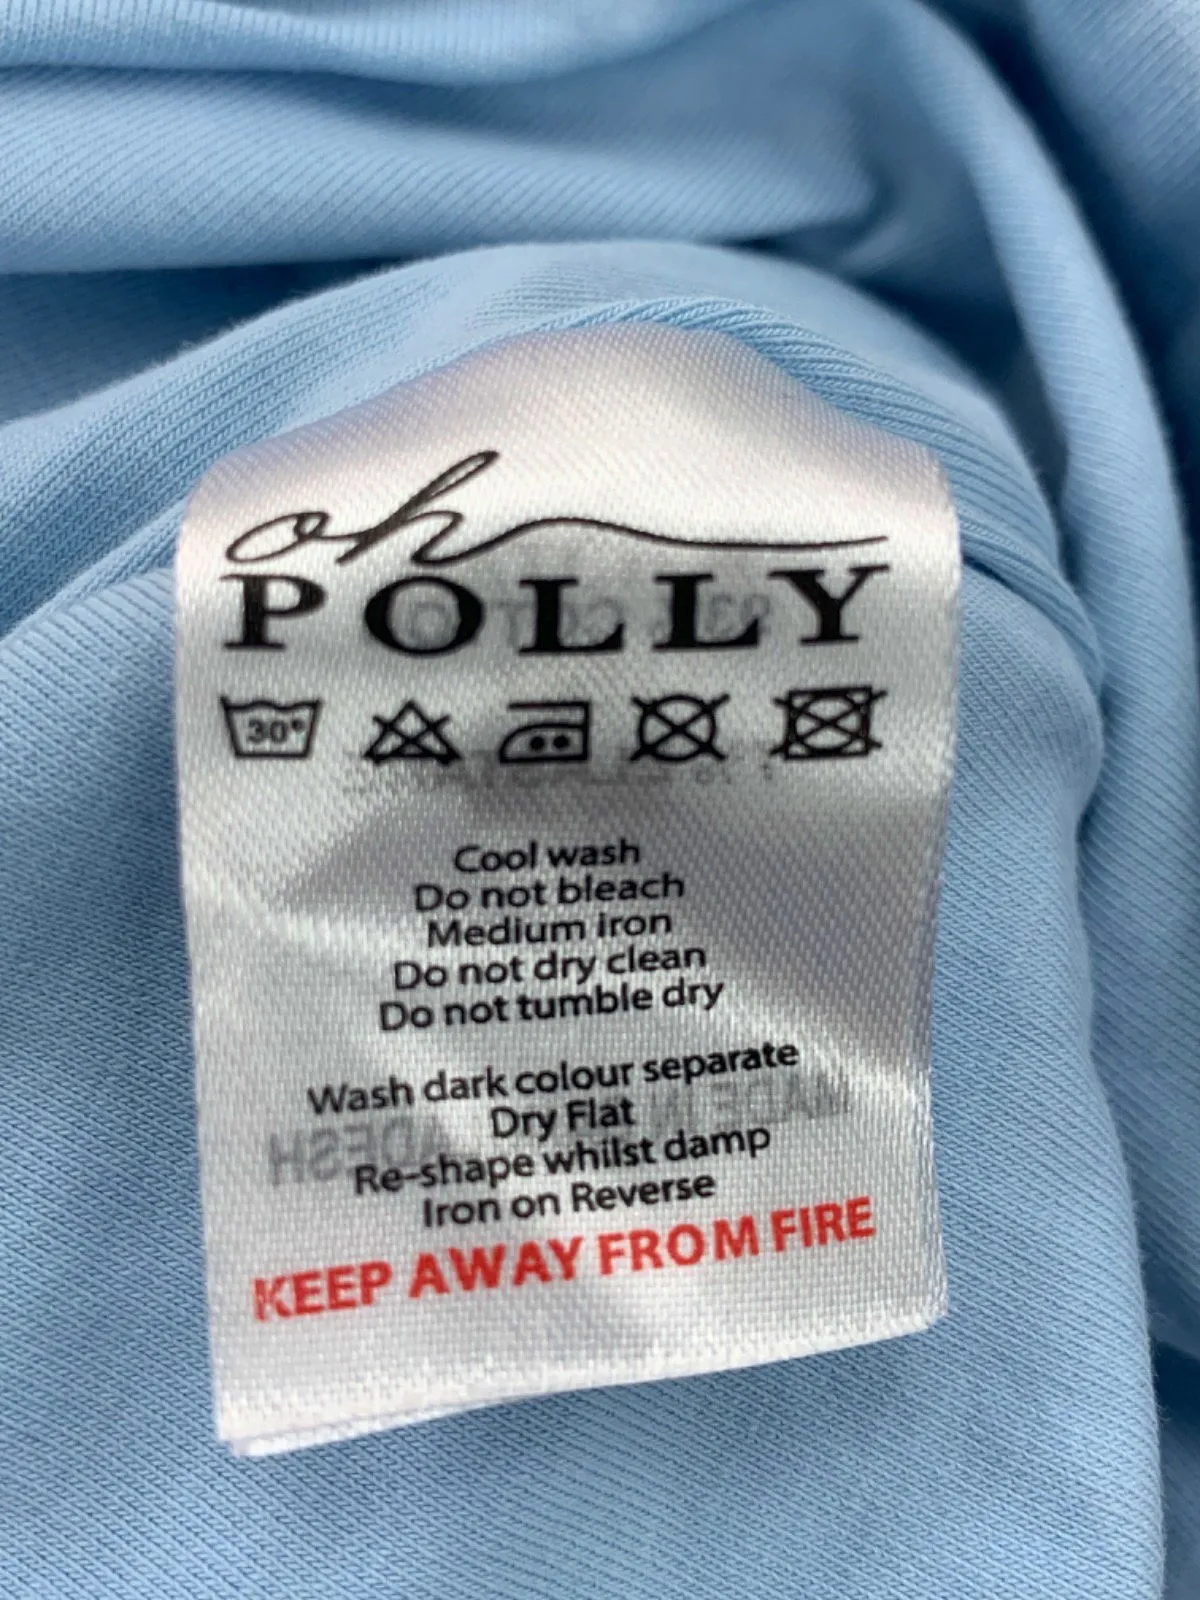 oh
POLLY
30°
Cool wash
Do not bleach
Medium iron
Do not dry clean
Do not tumble dry
Wash dark colour separate
Dry Flat
Re-shape whilst damp
Iron on Reverse
KEEP AWAY FROM FIRE